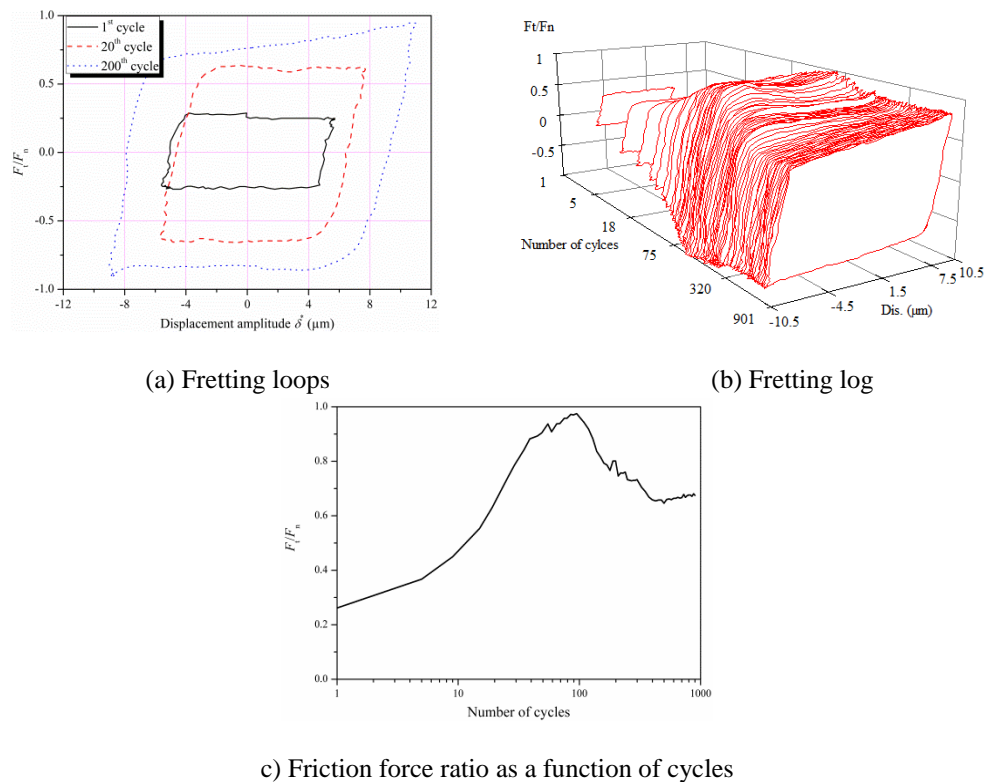 1.0
0.5
0.0
-0.5
-1.0
Ft/Fn
1st cycle
20th cycle
200th cycle
-12 -8 -4 0 4 8 12
Displacement amplitude δ* (µm)
(a) Fretting loops
Ft/Fn
1
0.5
0
-0.5
1
5
18
75
320
901
Number of cylces
-10.5
-4.5
1.5
7.5
10.5
Dis. (µm)
(b) Fretting log
1.0
0.8
0.6
0.4
0.2
0.0
Ft/Fn
1 10 100 1000
Number of cycles
c) Friction force ratio as a function of cycles